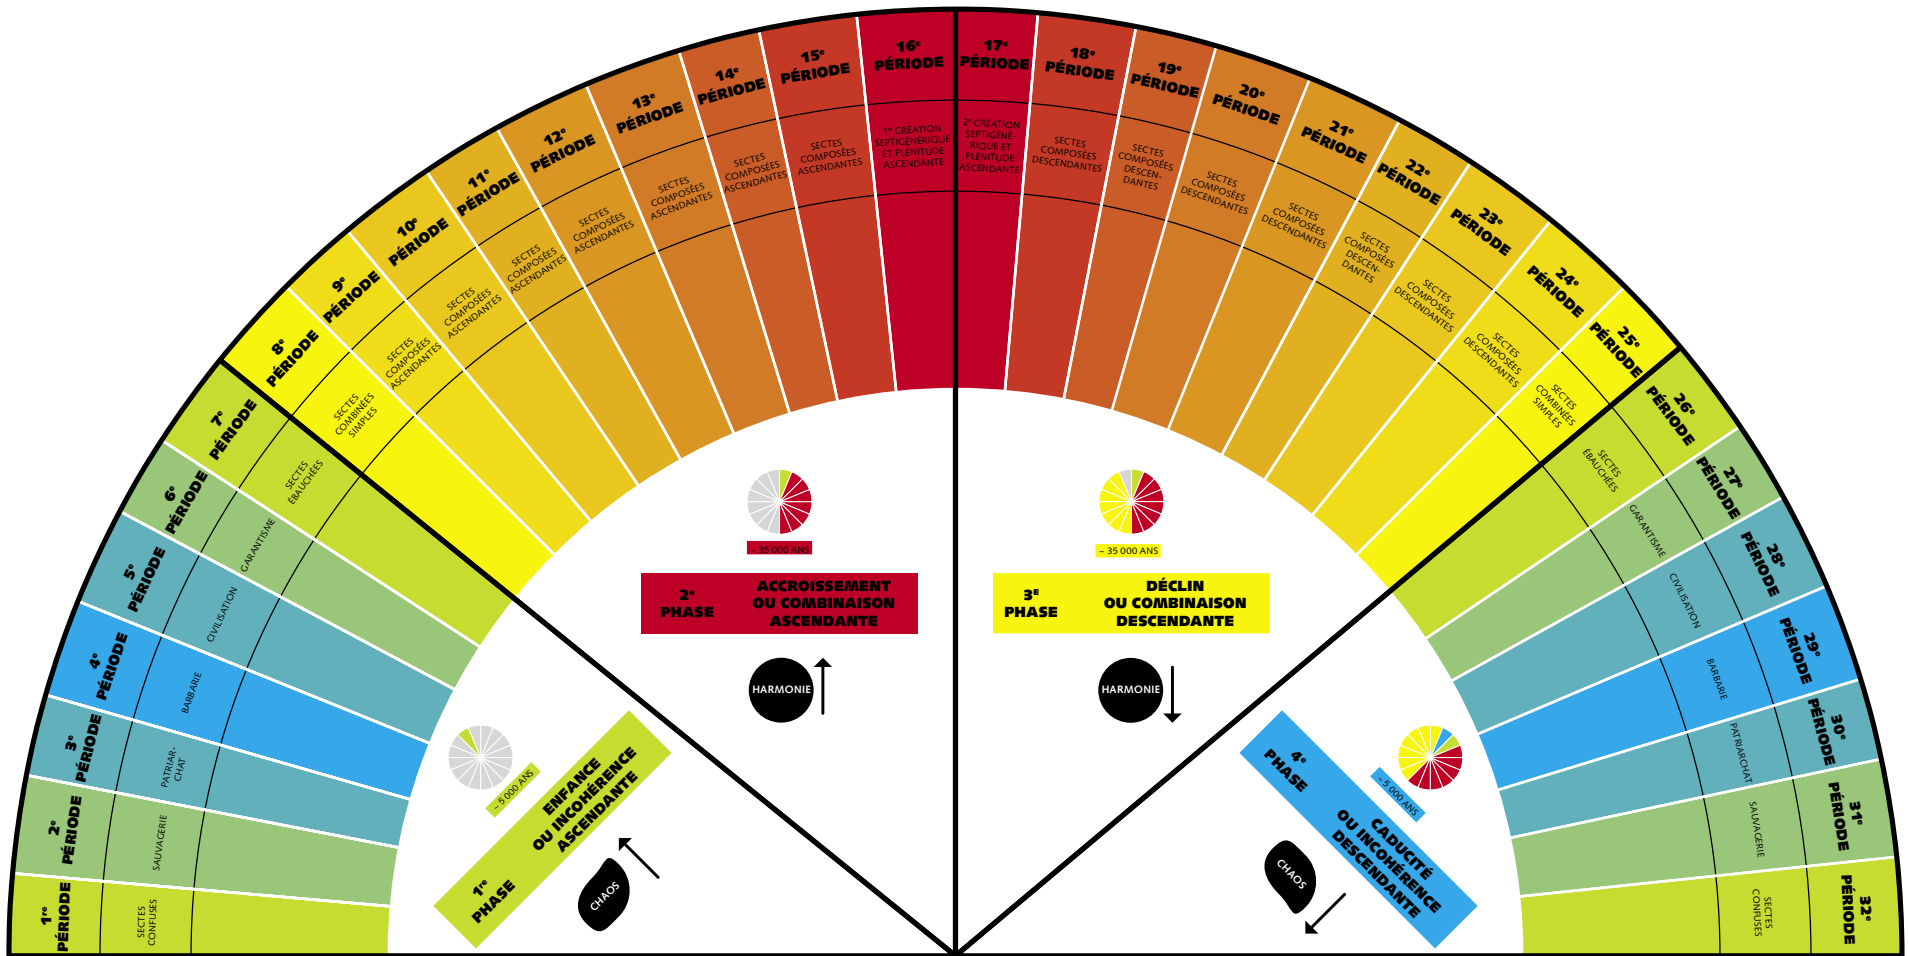 1re
PÉRIODE
SECTES
CONFUSES
2e
PÉRIODE
SAUVAGERIE
3e
PÉRIODE
PATRIAR-
CHAT
4e
PÉRIODE
BARBARIE
5e
PÉRIODE
CIVILISATION
6e
PÉRIODE
GARANTISME
7e
PÉRIODE
SECTES
ÉBAUCHÉES
8e
PÉRIODE
SECTES
COMBINÉES
SIMPLES
9e
PÉRIODE
SECTES
COMPOSÉES
ASCENDANTES
10e
PÉRIODE
SECTES
COMPOSÉES
ASCENDANTES
11e
PÉRIODE
SECTES
COMPOSÉES
ASCENDANTES
12e
PÉRIODE
SECTES
COMPOSÉES
ASCENDANTES
13e
PÉRIODE
SECTES
COMPOSÉES
ASCENDANTES
14e
PÉRIODE
SECTES
COMPOSÉES
ASCENDANTES
15e
PÉRIODE
SECTES
COMPOSÉES
ASCENDANTES
16e
PÉRIODE
1re CRÉATION
SEPTIGÉNÉRIQUE
ET PLÉNITUDE
ASCENDANTE
17e
PÉRIODE
2e CRÉATION
SEPTIGÉNÉ-
RIQUE ET
PLÉNITUDE
ASCENDANTE
18e
PÉRIODE
SECTES
COMPOSÉES
DESCENDANTES
19e
PÉRIODE
SECTES
COMPOSÉES
DESCEN-
DANTES
20e
PÉRIODE
SECTES
COMPOSÉES
DESCENDANTES
21e
PÉRIODE
SECTES
COMPOSÉES
DESCENDANTES
22e
PÉRIODE
SECTES
COMPOSÉES
DESCEN-
DANTES
23e
PÉRIODE
SECTES
COMPOSÉES
DESCENDANTES
24e
PÉRIODE
SECTES
COMPOSÉES
DESCENDANTES
25e
PÉRIODE
SECTES
COMBINÉES
SIMPLES
26e
PÉRIODE
SECTES
ÉBAUCHÉES
27e
PÉRIODE
GARANTISME
28e
PÉRIODE
CIVILISATION
29e
PÉRIODE
BARBARIE
30e
PÉRIODE
PATRIARCHAT
31e
PÉRIODE
SAUVAGERIE
32e
PÉRIODE
SECTES
CONFUSES
~ 5 000 ANS
1re
PHASE
ENFANCE
OU INCOHÉRENCE
ASCENDANTE
CHAOS
~ 35 000 ANS
2e
PHASE
ACCROISSEMENT
OU COMBINAISON
ASCENDANTE
HARMONIE
~ 35 000 ANS
3E
PHASE
DÉCLIN
OU COMBINAISON
DESCENDANTE
HARMONIE
~ 5 000 ANS
4e
PHASE
CADUCITÉ
OU INCOHÉRENCE
DESCENDANTE
CHAOS